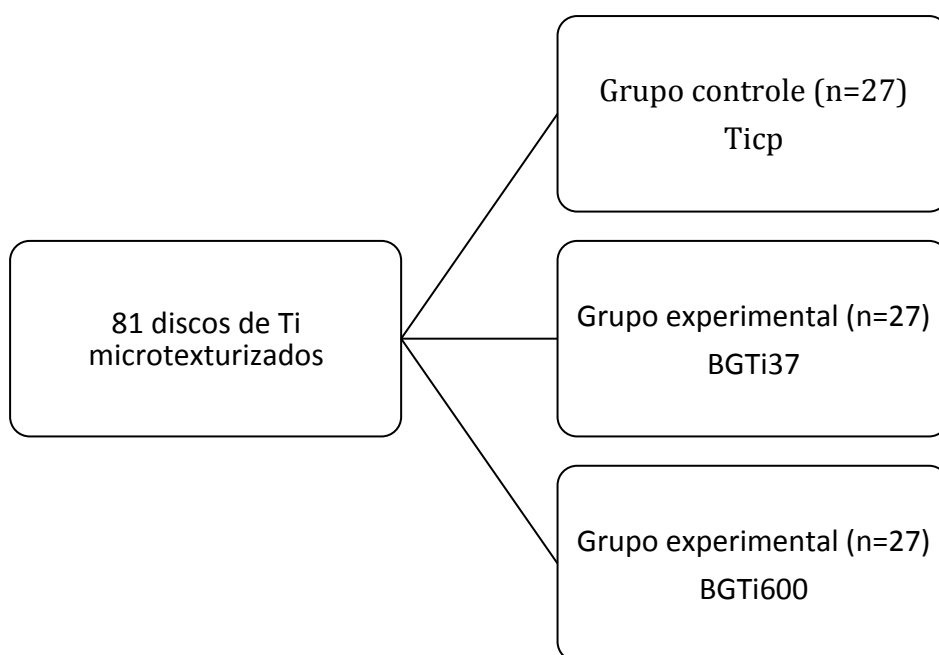 81 discos de Ti
microtexturizados
Grupo controle (n=27)
Ticp
Grupo experimental (n=27)
BGTi37
Grupo experimental (n=27)
BGTi600